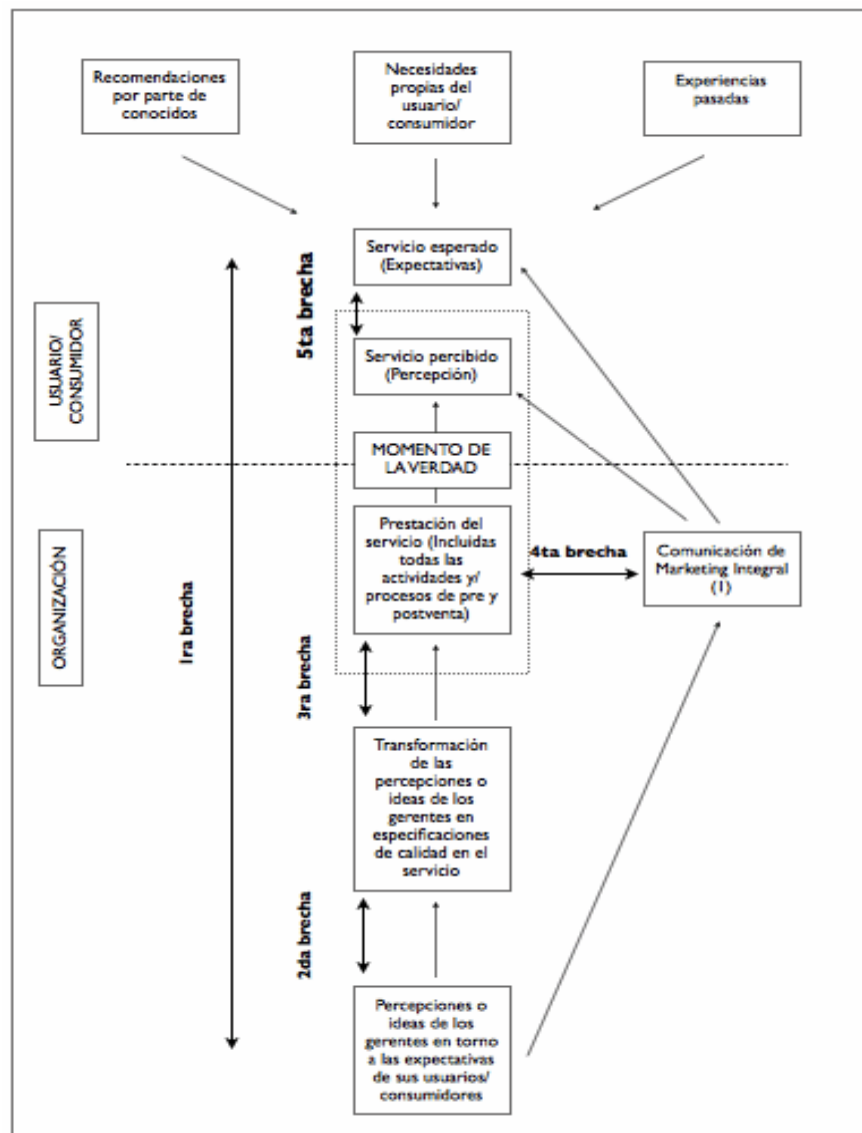 Recomendaciones
por parte de
conocidos
Necesidades
propias del
usuario/
consumidor
Experiencias
pasadas
Servicio esperado
(Expectativas)
5ta brecha
USUARIO/
CONSUMIDOR
Servicio percibido
(Percepción)
MOMENTO DE
LA VERDAD
Prestación del
servicio (Incluidas
todas las
actividades y/
procesos de pre y
postventa)
4ta brecha
Comunicación de
Marketing Integral
(1)
ORGANIZACIÓN
1ra brecha
3ra brecha
Transformación
de las
percepciones o
ideas de los
gerentes en
especificaciones
de calidad en el
servicio
2da brecha
Percepciones o
ideas de los
gerentes en torno
a las expectativas
de sus usuarios/
consumidores